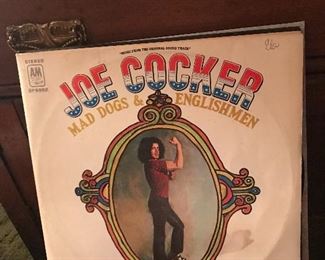 STEREO
"MUSIC FROM THE ORIGINAL SOUND TRACK"
A&M
JOE COCKER
MAD DOGS & ENGLISHMEN